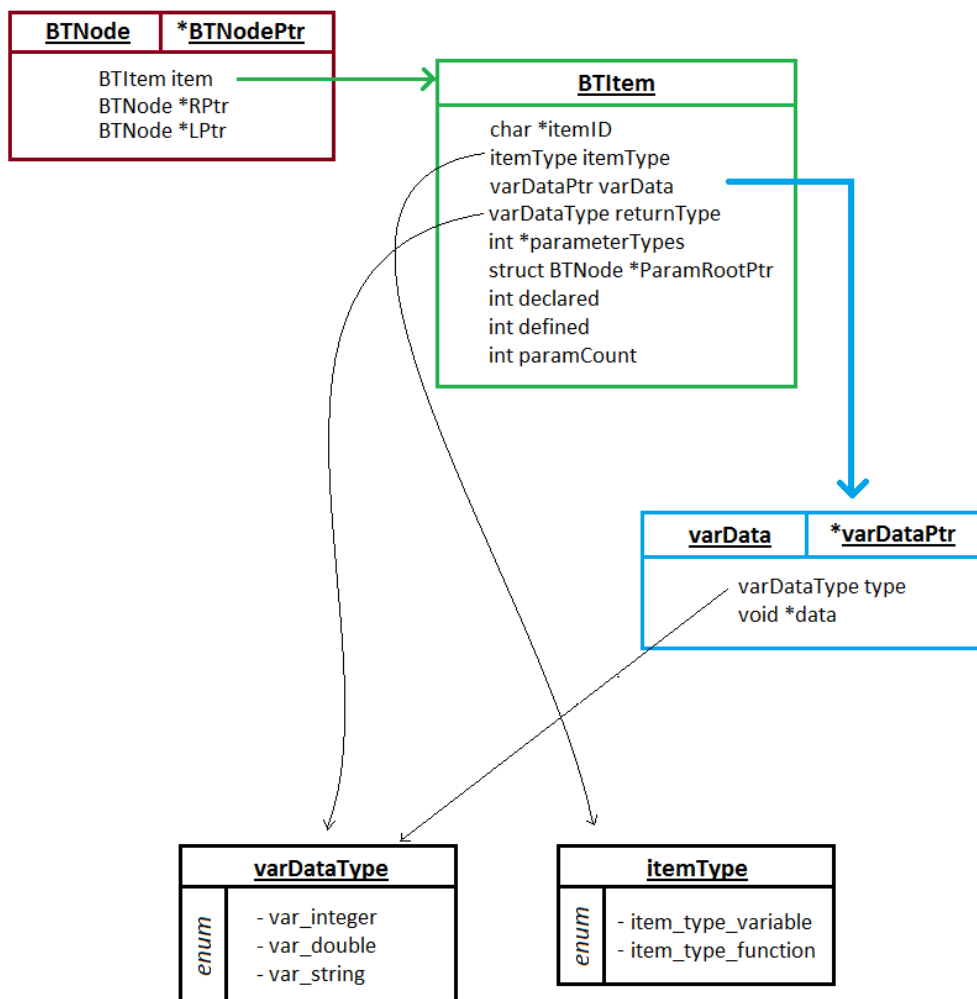 BTNode *BTNodePtr
BTItem item
BTNode *RPtr
BTNode *LPtr
BTItem
char *itemID
itemType itemType
varDataPtr varData
varDataType returnType
int *parameterTypes
struct BTNode *ParamRootPtr
int declared
int defined
int paramCount
varData *varDataPtr
varDataType type
void *data
varDataType
enum
- var_integer
- var_double
- var_string
itemType
enum
- item_type_variable
- item_type_function